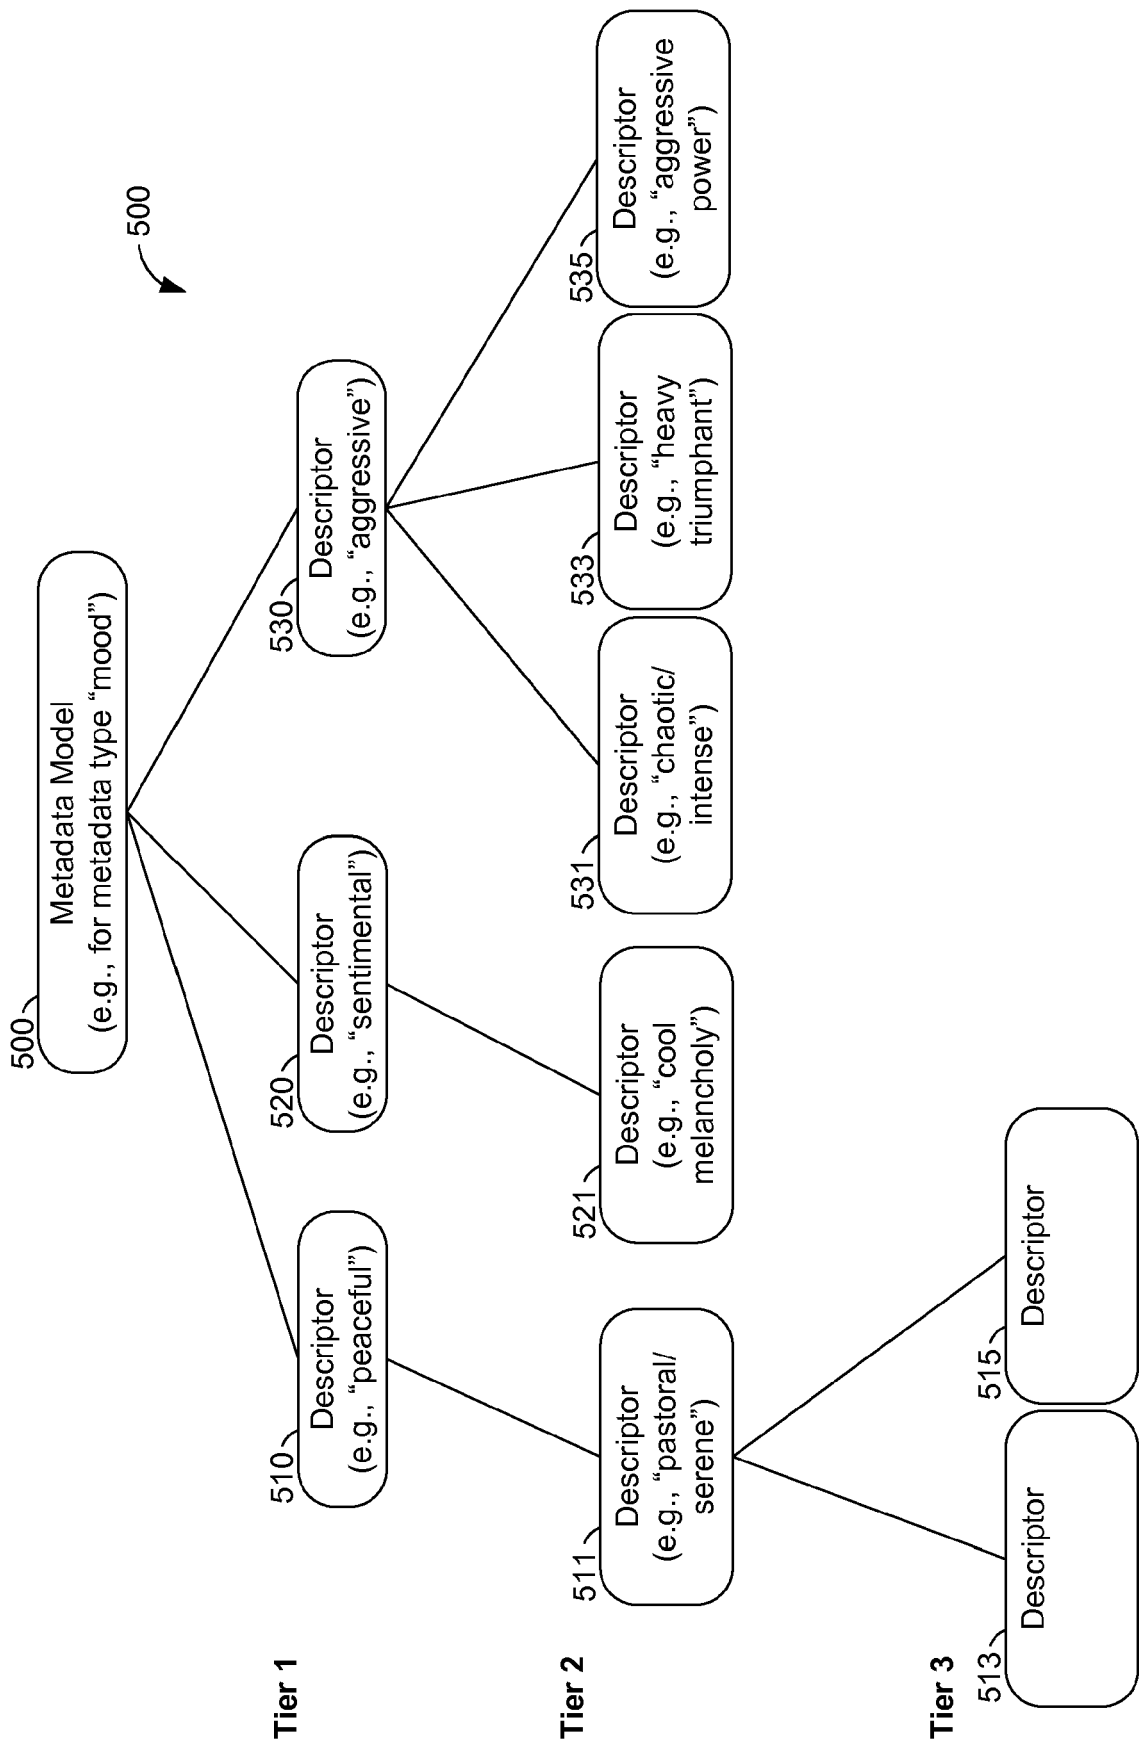 500
500
Metadata Model
(e.g., for metadata type “mood”)
Tier 1
510
Descriptor
(e.g., “peaceful”)
520
Descriptor
(e.g., “sentimental”)
530
Descriptor
(e.g., “aggressive”)
Tier 2
511
Descriptor
(e.g., “pastoral/
serene”)
521
Descriptor
(e.g., “cool
melancholy”)
531
Descriptor
(e.g., “chaotic/
intense”)
533
Descriptor
(e.g., “heavy
triumphant”)
535
Descriptor
(e.g., “aggressive
power”)
Tier 3
513
Descriptor
515
Descriptor